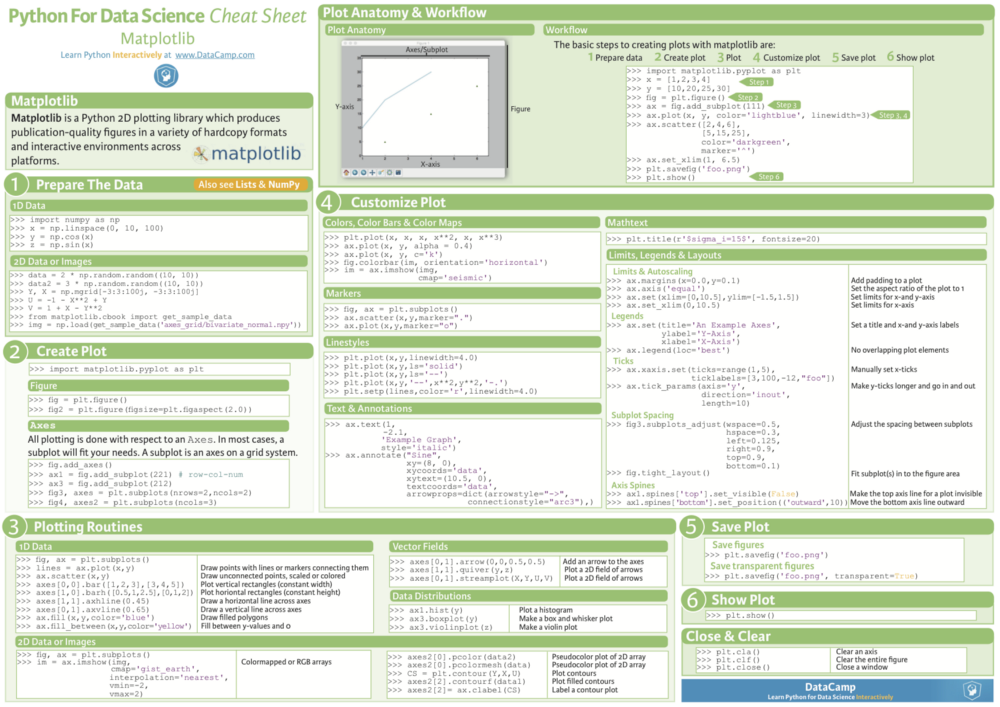 Python For Data Science Cheat Sheet
Matplotlib
Learn Python Interactively at www.DataCamp.com
Matplotlib
Matplotlib is a Python 2D plotting library which produces
publication-quality figures in a variety of hardcopy formats
and interactive environments across
platforms.
matplotlib
1 Prepare The Data
Also see Lists & NumPy
1D Data
>>> import numpy as np
>>> x = np.linspace(0, 10, 100)
>>> y = np.cos(x)
>>> z = np.sin(x)
2D Data or Images
>>> data = 2 * np.random.random((10, 10))
>>> data2 = 3 * np.random.random((10, 10))
>>> Y, X = np.mgrid[-3:3:100j, -3:3:100j]
>>> U = -1 - X**2 + Y
>>> V = 1 + X - Y**2
>>> from matplotlib.cbook import get_sample_data
>>> img = np.load(get_sample_data('axes_grid/bivariate_normal.npy'))
2 Create Plot
>>> import matplotlib.pyplot as plt
Figure
>>> fig = plt.figure()
>>> fig2 = plt.figure(figsize=plt.figaspect(2.0))
Axes
All plotting is done with respect to an Axes. In most cases, a
subplot will fit your needs. A subplot is an axes on a grid system.
>>> fig.add_axes()
>>> ax1 = fig.add_subplot(221) # row-col-num
>>> ax3 = fig.add_subplot(212)
>>> fig3, axes = plt.subplots(nrows=2,ncols=2)
>>> fig4, axes2 = plt.subplots(ncols=3)
Plot Anatomy & Workflow
Plot Anatomy
Axes/Subplot
Y-axis
Figure
X-axis
Workflow
The basic steps to creating plots with matplotlib are:
1 Prepare data 2 Create plot 3 Plot 4 Customize plot 5 Save plot 6 Show plot
>>> import matplotlib.pyplot as plt
>>> x = [1,2,3,4] Step 1
>>> y = [10,20,25,30]
>>> fig = plt.figure() Step 2
>>> ax = fig.add_subplot(111) Step 3
>>> ax.plot(x, y, color='lightblue', linewidth=3) Step 3, 4
>>> ax.scatter([2,4,6],
[5,15,25],
color='darkgreen',
marker='^')
>>> ax.set_xlim(1, 6.5)
>>> plt.savefig('foo.png')
>>> plt.show() Step 6
4 Customize Plot
Colors, Color Bars & Color Maps
>>> plt.plot(x, x, x, x**2, x, x**3)
>>> ax.plot(x, y, alpha = 0.4)
>>> ax.plot(x, y, c='k')
>>> fig.colorbar(im, orientation='horizontal')
>>> im = ax.imshow(img,
cmap='seismic')
Markers
>>> fig, ax = plt.subplots()
>>> ax.scatter(x,y,marker=".")
>>> ax.plot(x,y,marker="o")
Linestyles
>>> plt.plot(x,y,linewidth=4.0)
>>> plt.plot(x,y,ls='solid')
>>> plt.plot(x,y,ls='--')
>>> plt.plot(x,y,'--',x**2,y**2,'-.')
>>> plt.setp(lines,color='r',linewidth=4.0)
Text & Annotations
>>> ax.text(1,
-2.1,
'Example Graph',
style='italic')
>>> ax.annotate("Sine",
xy=(8, 0),
xycoords='data',
xytext=(10.5, 0),
textcoords='data',
arrowprops=dict(arrowstyle="->",
connectionstyle="arc3"),)
Mathtext
>>> plt.title(r'$sigma_i=15$', fontsize=20)
Limits, Legends & Layouts
Limits & Autoscaling
>>> ax.margins(x=0.0,y=0.1) Add padding to a plot
>>> ax.axis('equal') Set the aspect ratio of the plot to 1
>>> ax.set(xlim=[0,10.5],ylim=[-1.5,1.5]) Set limits for x-and y-axis
>>> ax.set_xlim(0,10.5) Set limits for x-axis
Legends
>>> ax.set(title='An Example Axes', Set a title and x-and y-axis labels
ylabel='Y-Axis',
xlabel='X-Axis')
>>> ax.legend(loc='best') No overlapping plot elements
Ticks
>>> ax.xaxis.set(ticks=range(1,5), Manually set x-ticks
ticklabels=[3,100,-12,"foo"])
>>> ax.tick_params(axis='y', Make y-ticks longer and go in and out
direction='inout',
length=10)
Subplot Spacing
>>> fig3.subplots_adjust(wspace=0.5, Adjust the spacing between subplots
hspace=0.3,
left=0.125,
right=0.9,
top=0.9,
bottom=0.1)
>>> fig.tight_layout() Fit subplot(s) in to the figure area
Axis Spines
>>> ax1.spines['top'].set_visible(False) Make the top axis line for a plot invisible
>>> ax1.spines['bottom'].set_position(('outward',10)) Move the bottom axis line outward
3 Plotting Routines
1D Data
>>> fig, ax = plt.subplots()
>>> lines = ax.plot(x,y) Draw points with lines or markers connecting them
>>> ax.scatter(x,y) Draw unconnected points, scaled or colored
>>> axes[0,0].bar([1,2,3],[3,4,5]) Plot vertical rectangles (constant width)
>>> axes[1,0].barh([0.5,1,2.5],[0,1,2]) Plot horiontal rectangles (constant height)
>>> axes[1,1].axhline(0.45) Draw a horizontal line across axes
>>> axes[0,1].axvline(0.65) Draw a vertical line across axes
>>> ax.fill(x,y,color='blue') Draw filled polygons
>>> ax.fill_between(x,y,color='yellow') Fill between y-values and 0
2D Data or Images
>>> fig, ax = plt.subplots()
>>> im = ax.imshow(img, Colormapped or RGB arrays
cmap='gist_earth',
interpolation='nearest',
vmin=-2,
vmax=2)
Vector Fields
>>> axes[0,1].arrow(0,0,0.5,0.5) Add an arrow to the axes
>>> axes[1,1].quiver(y,z) Plot a 2D field of arrows
>>> axes[0,1].streamplot(X,Y,U,V) Plot a 2D field of arrows
Data Distributions
>>> ax1.hist(y) Plot a histogram
>>> ax3.boxplot(y) Make a box and whisker plot
>>> ax3.violinplot(z) Make a violin plot
>>> axes2[0].pcolor(data2) Pseudocolor plot of 2D array
>>> axes2[0].pcolormesh(data) Pseudocolor plot of 2D array
>>> CS = plt.contour(Y,X,U) Plot contours
>>> axes2[2].contourf(data1) Plot filled contours
>>> axes2[2]= ax.clabel(CS) Label a contour plot
5 Save Plot
Save figures
>>> plt.savefig('foo.png')
Save transparent figures
>>> plt.savefig('foo.png', transparent=True)
6 Show Plot
>>> plt.show()
Close & Clear
>>> plt.cla() Clear an axis
>>> plt.clf() Clear the entire figure
>>> plt.close() Close a window
DataCamp
Learn Python for Data Science Interactively